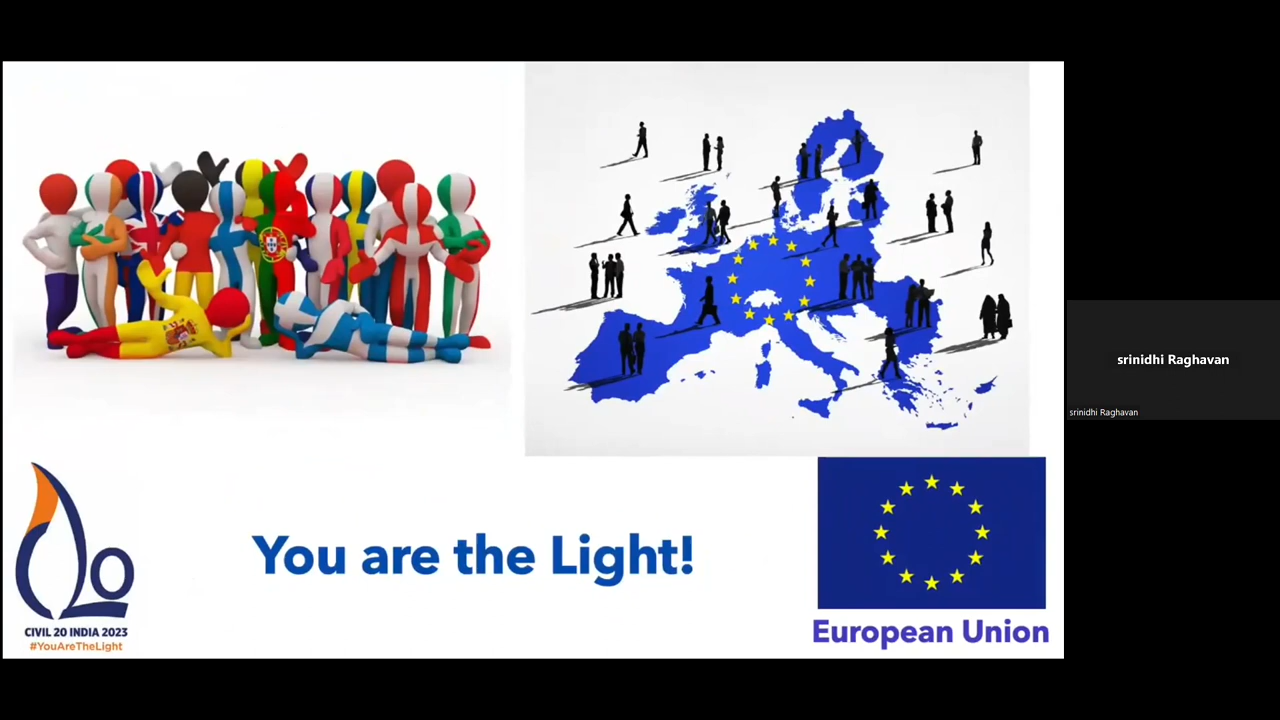 You are the Light!
CIVIL 20 INDIA 2023
#YouAreTheLight
European Union
srinidhi Raghavan
srinidhi Raghavan